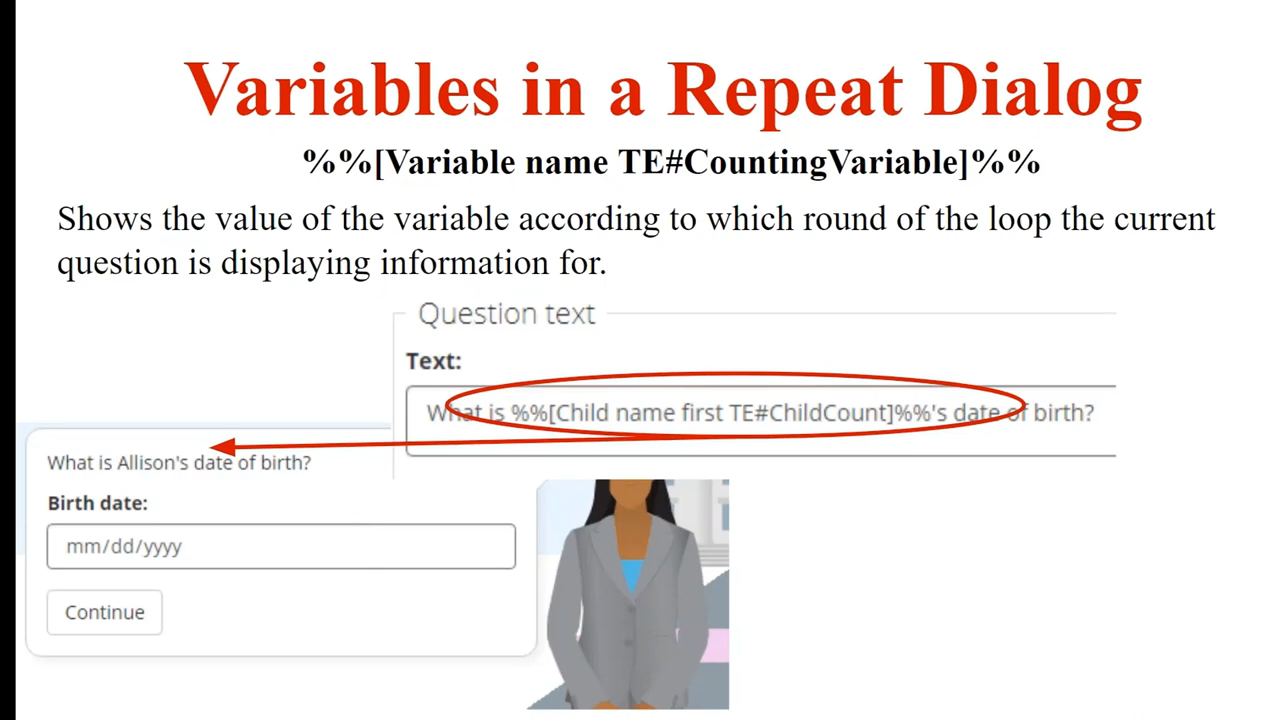 Variables in a Repeat Dialog
%%[Variable name TE#CountingVariable]%%
Shows the value of the variable according to which round of the loop the current
question is displaying information for.
Question text
Text:
What is %%[Child name first TE#ChildCount]%%'s date of birth?
What is Allison's date of birth?
Birth date:
mm/dd/yyyy
Continue